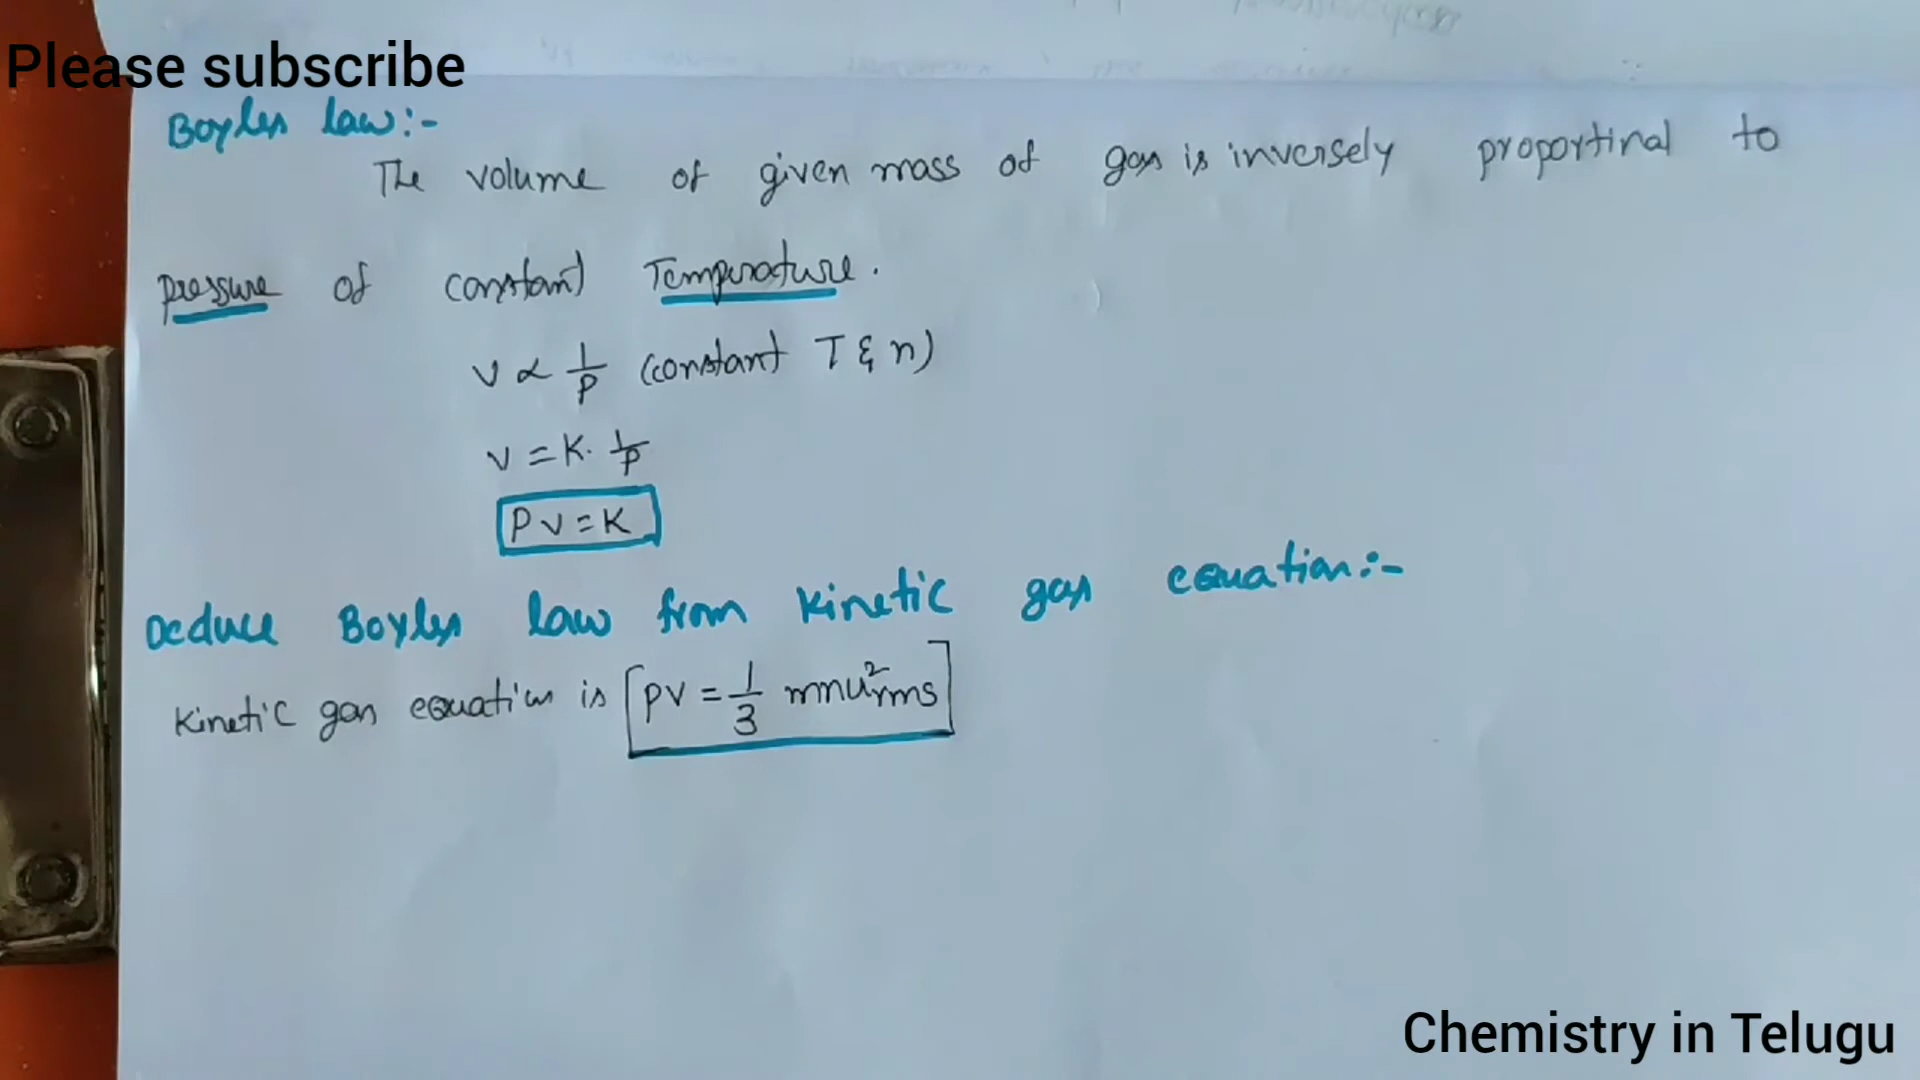 Please subscribe
Boyles law:-
The volume of given mass of gas is inversely proportinal to
pressure of constant Temperature.
V ∝ 1/P (constant T & n)
V = K. 1/P
PV = K
Deduce Boyles law from kinetic gas equation:-
Kinetic gas equation is [PV = 1/3 mnu²rms]
Chemistry in Telugu